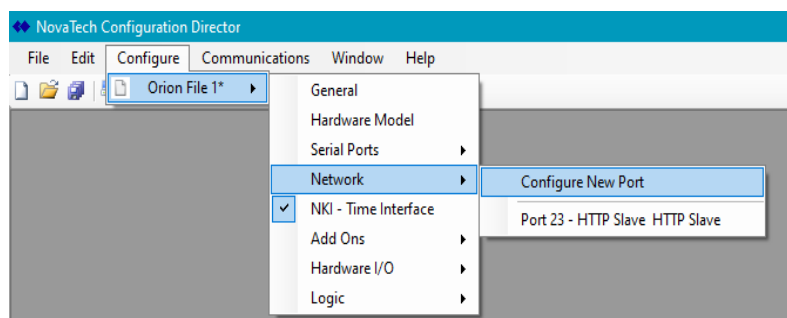 NovaTech Configuration Director
File Edit Configure Communications Window Help
Orion File 1*
General
Hardware Model
Serial Ports
Network
Configure New Port
NKI - Time Interface
Port 23 - HTTP Slave HTTP Slave
Add Ons
Hardware I/O
Logic